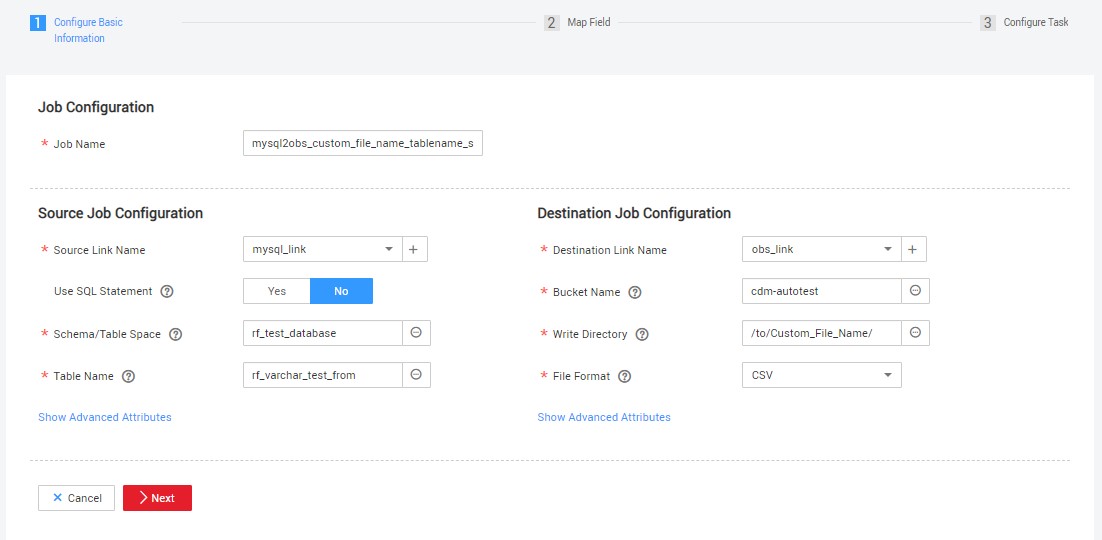 1 Configure Basic
Information
2 Map Field
3 Configure Task
Job Configuration
* Job Name mysql2obs_custom_file_name_tablename_s
Source Job Configuration
* Source Link Name mysql_link +
Use SQL Statement ? Yes No
* Schema/Table Space ? rf_test_database
* Table Name ? rf_varchar_test_from
Show Advanced Attributes
Destination Job Configuration
* Destination Link Name obs_link +
* Bucket Name ? cdm-autotest
* Write Directory ? /to/Custom_File_Name/
* File Format ? CSV
Show Advanced Attributes
Cancel
Next